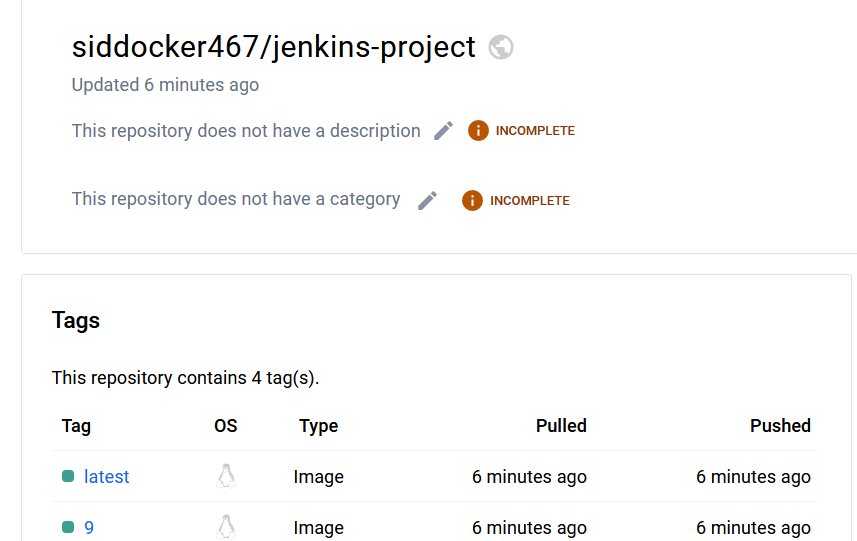 siddocker467/jenkins-project
Updated 6 minutes ago
This repository does not have a description INCOMPLETE
This repository does not have a category INCOMPLETE
Tags
This repository contains 4 tag(s).
Tag OS Type Pulled Pushed
latest Image 6 minutes ago 6 minutes ago
9 Image 6 minutes ago 6 minutes ago